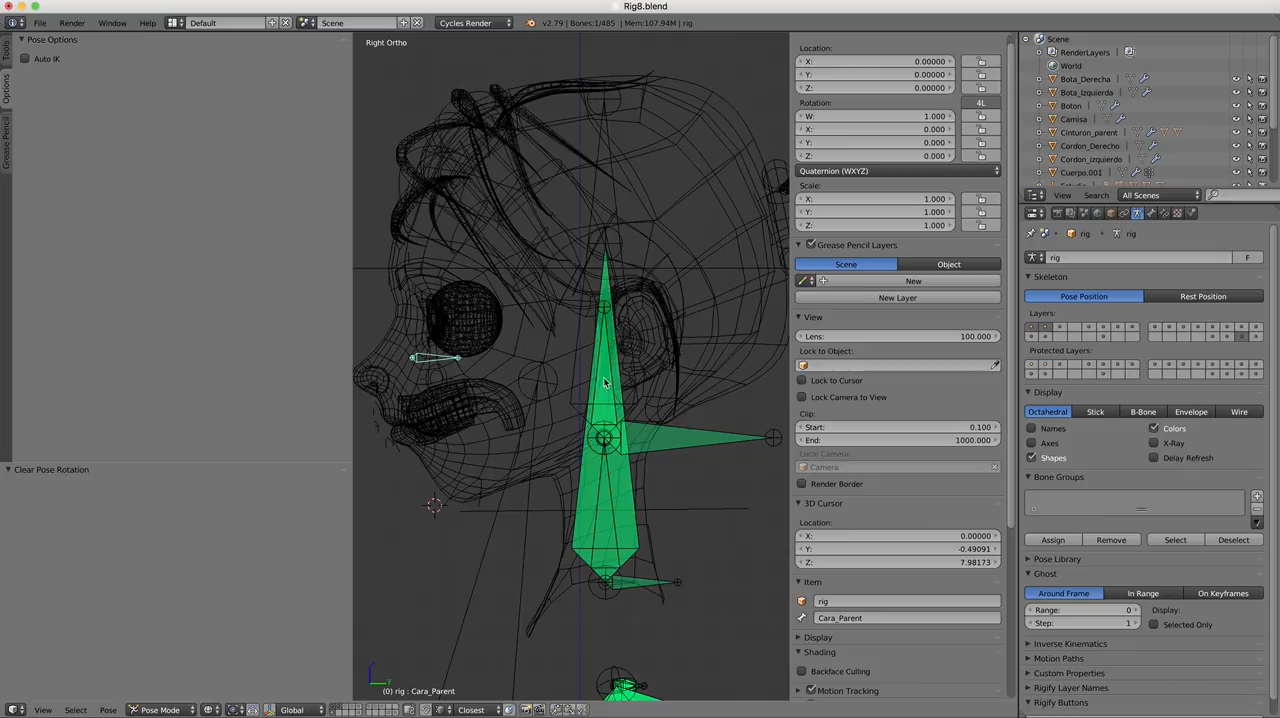 Rig8.blend
File Render Window Help Default Scene Cycles Render v2.79 | Bones:1/485 | Mem:107.94M | rig
Tools
Options
Grease Pencil
Pose Options
Auto IK
Clear Pose Rotation
Right Ortho
(0) rig : Cara_Parent
Location:
X: 0.00000
Y: 0.00000
Z: 0.00000
Rotation: 4L
W: 1.000
X: 0.000
Y: 0.000
Z: 0.000
Quaternion (WXYZ)
Scale:
X: 1.000
Y: 1.000
Z: 1.000
Grease Pencil Layers
Scene Object
New
New Layer
View
Lens: 100.000
Lock to Object:
Lock to Cursor
Lock Camera to View
Clip:
Start: 0.100
End: 1000.000
Local Camera:
Camera
Render Border
3D Cursor
Location:
X: 0.00000
Y: -0.49091
Z: 7.98173
Item
rig
Cara_Parent
Display
Shading
Backface Culling
Motion Tracking
Scene
RenderLayers
World
Bota_Derecha
Bota_Izquierda
Boton
Camisa
Cinturon_parent
Cordon_Derecho
Cordon_izquierdo
Cuerpo.001
View Search All Scenes
rig rig
rig F
Skeleton
Pose Position Rest Position
Layers:
Protected Layers:
Display
Octahedral Stick B-Bone Envelope Wire
Names Colors
Axes X-Ray
Shapes Delay Refresh
Bone Groups
Assign Remove Select Deselect
Pose Library
Ghost
Around Frame In Range On Keyframes
Range: 0 Display:
Step: 1 Selected Only
Inverse Kinematics
Motion Paths
Custom Properties
Rigify Layer Names
Rigify Buttons
View Select Pose Pose Mode Global Closest